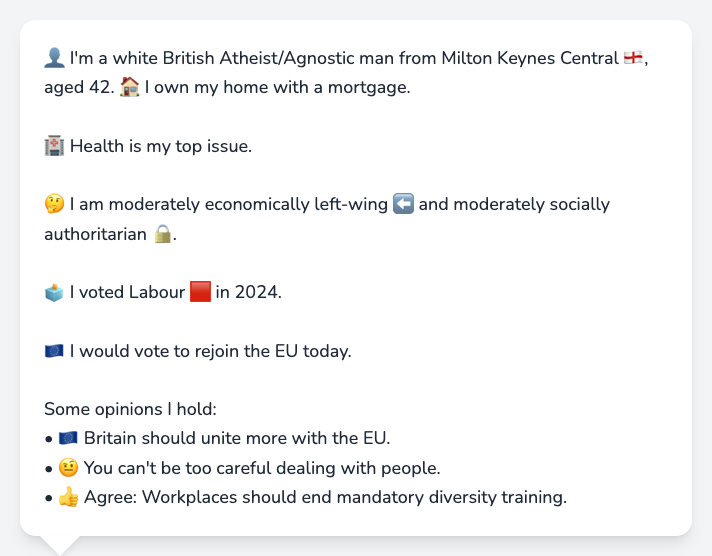 👤 I'm a white British Atheist/Agnostic man from Milton Keynes Central 🏴󠁧󠁢󠁥󠁮󠁧󠁿,
aged 42. 🏠 I own my home with a mortgage.
🏥 Health is my top issue.
🤔 I am moderately economically left-wing ⬅️ and moderately socially
authoritarian 🔒.
🗳️ I voted Labour 🟥 in 2024.
🇪🇺 I would vote to rejoin the EU today.
Some opinions I hold:
• 🇪🇺 Britain should unite more with the EU.
• 🤨 You can't be too careful dealing with people.
• 👍 Agree: Workplaces should end mandatory diversity training.